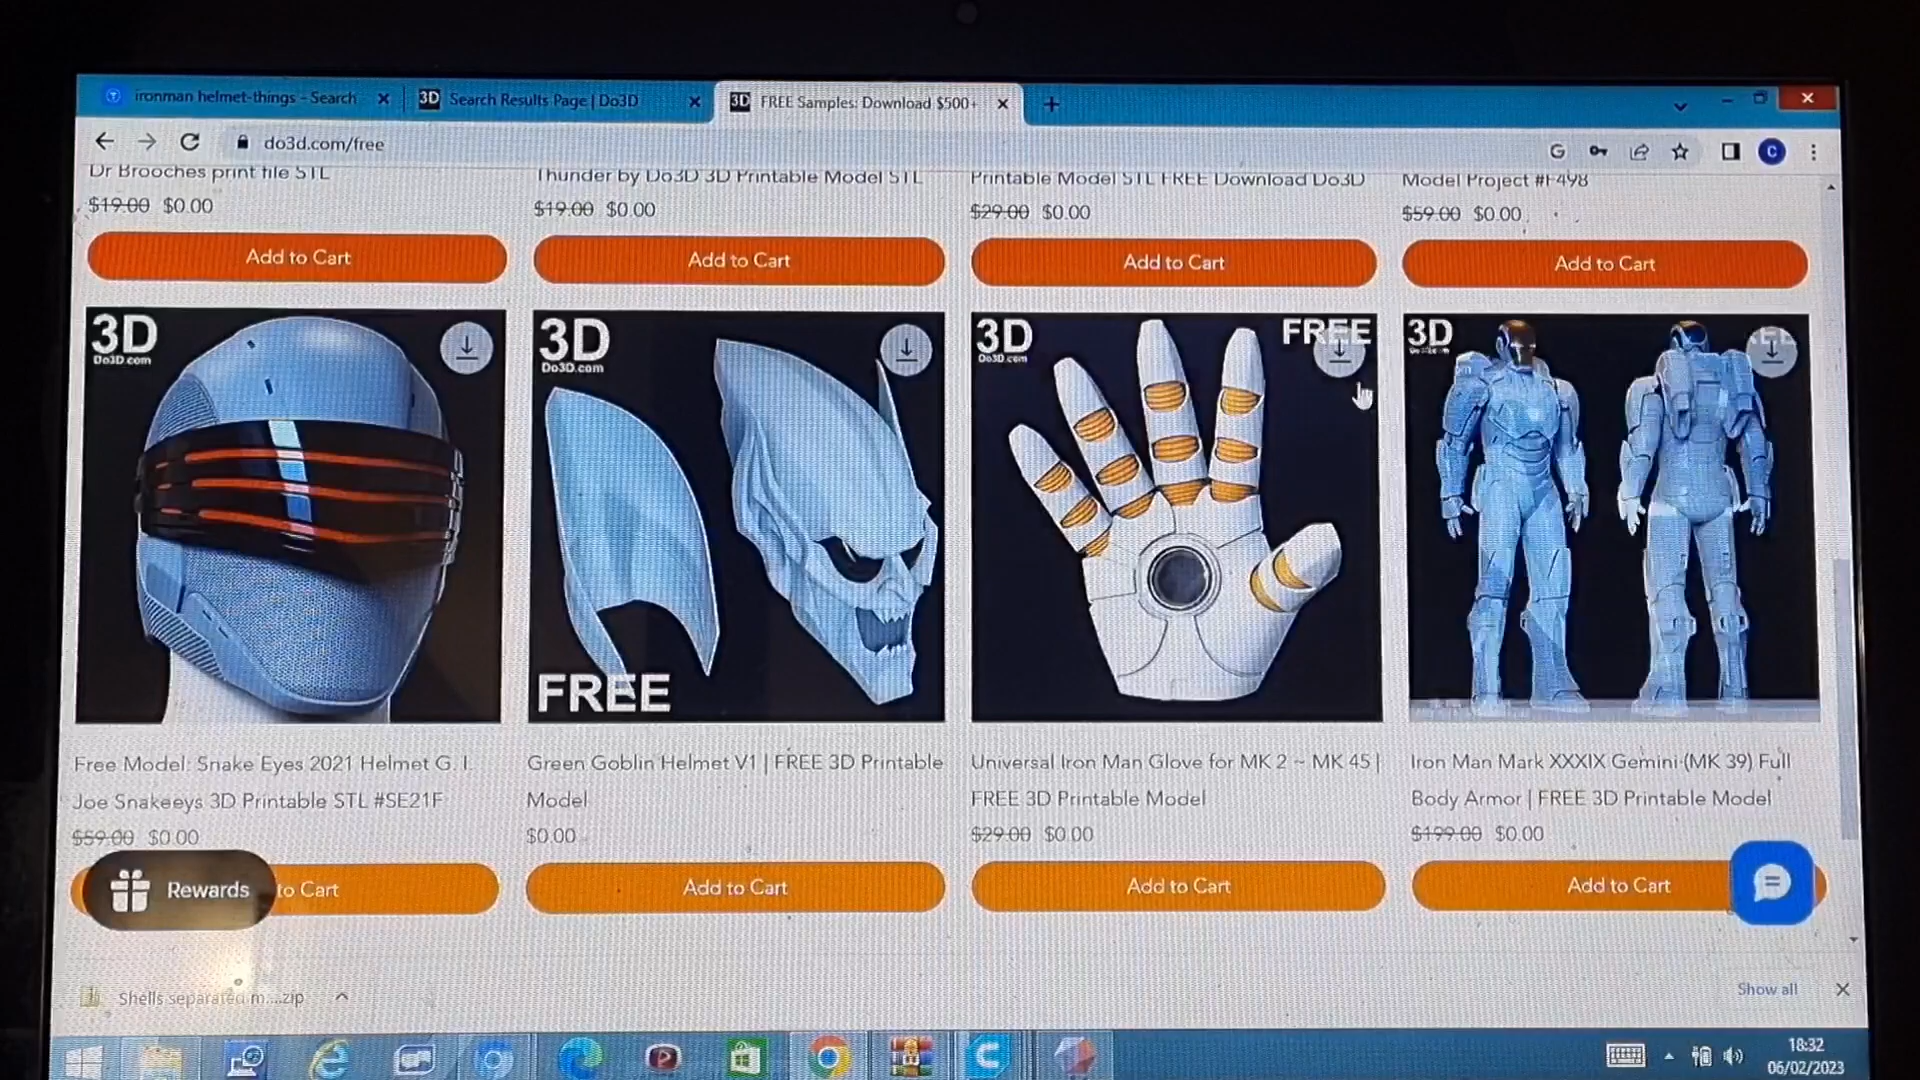 ironman helmet-things - Search
3D Search Results Page | Do3D
3D FREE Samples: Download $500+
do3d.com/free
G
C
Dr Brooches print file STL
$19.00 $0.00
Add to Cart
Thunder by Do3D 3D Printable Model STL
$19.00 $0.00
Add to Cart
Printable Model STL FREE Download Do3D
$29.00 $0.00
Add to Cart
Model Project #F498
$59.00 $0.00
Add to Cart
3D
Do3D.com
Free Model: Snake Eyes 2021 Helmet G. I.
Joe Snakeeys 3D Printable STL #SE21F
$59.00 $0.00
to Cart
Rewards
3D
Do3D.com
FREE
Green Goblin Helmet V1 | FREE 3D Printable
Model
$0.00
Add to Cart
3D
Do3D.com
FREE
Universal Iron Man Glove for MK 2 ~ MK 45 |
FREE 3D Printable Model
$29.00 $0.00
Add to Cart
3D
Iron Man Mark XXXIX Gemini (MK 39) Full
Body Armor | FREE 3D Printable Model
$199.00 $0.00
Add to Cart
Shells separated m....zip
Show all
18:32
06/02/2023